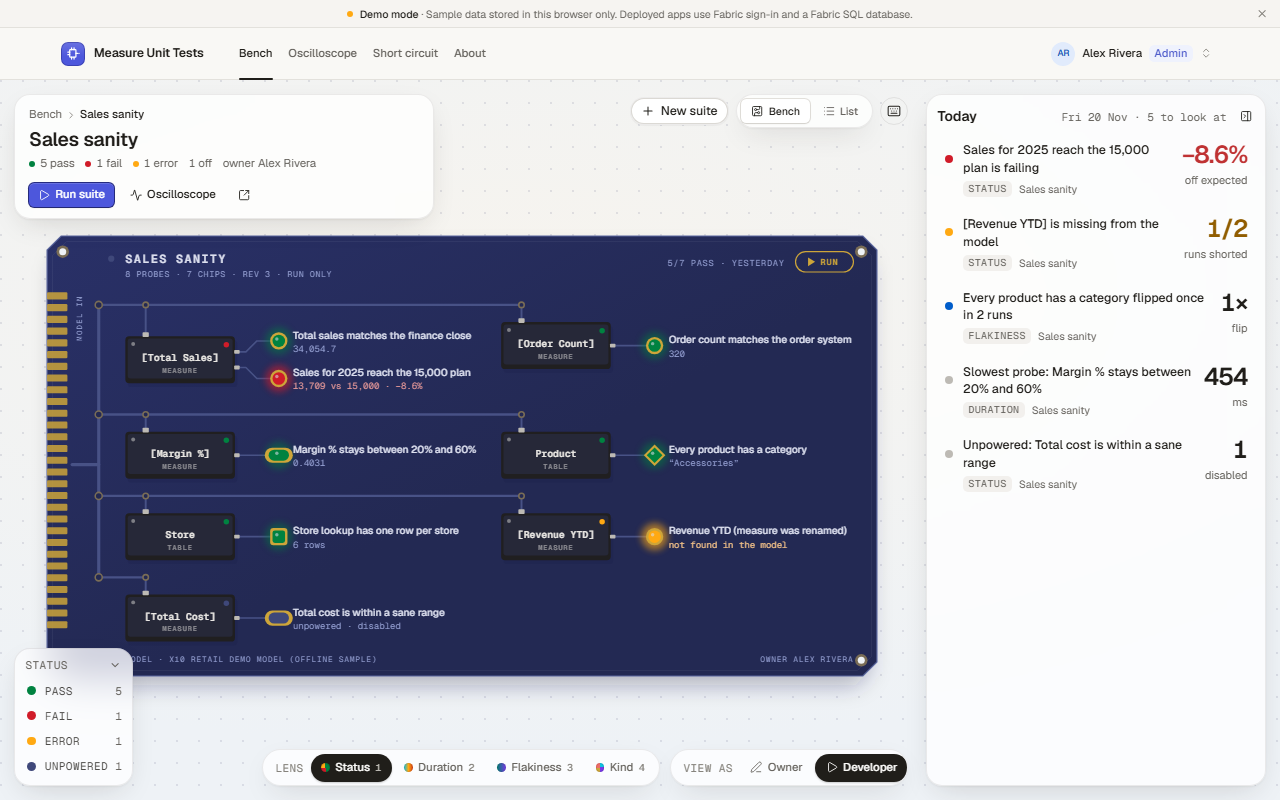 Demo mode · Sample data stored in this browser only. Deployed apps use Fabric sign-in and a Fabric SQL database.
Measure Unit Tests
Bench
Oscilloscope
Short circuit
About
AR
Alex Rivera
Admin
Bench > Sales sanity
Sales sanity
5 pass 1 fail 1 error 1 off owner Alex Rivera
Run suite
Oscilloscope
New suite
Bench
List
SALES SANITY
8 PROBES · 7 CHIPS · REV 3 · RUN ONLY
5/7 PASS · YESTERDAY
RUN
MODEL IN
[Total Sales]
MEASURE
Total sales matches the finance close
34,054.7
Sales for 2025 reach the 15,000 plan
13,709 vs 15,000 · −8.6%
[Order Count]
MEASURE
Order count matches the order system
320
[Margin %]
MEASURE
Margin % stays between 20% and 60%
0.4031
Product
TABLE
Every product has a category
"Accessories"
Store
TABLE
Store lookup has one row per store
6 rows
[Revenue YTD]
MEASURE
Revenue YTD (measure was renamed)
not found in the model
[Total Cost]
MEASURE
Total cost is within a sane range
unpowered · disabled
ODEL · X10 RETAIL DEMO MODEL (OFFLINE SAMPLE)
OWNER ALEX RIVERA
STATUS
PASS 5
FAIL 1
ERROR 1
UNPOWERED 1
LENS
Status 1
Duration 2
Flakiness 3
Kind 4
VIEW AS
Owner
Developer
Today
Fri 20 Nov · 5 to look at
Sales for 2025 reach the 15,000
plan is failing
STATUS Sales sanity
−8.6%
off expected
[Revenue YTD] is missing from the
model
STATUS Sales sanity
1/2
runs shorted
Every product has a category flipped once
in 2 runs
FLAKINESS Sales sanity
1×
flip
Slowest probe: Margin % stays between
20% and 60%
DURATION Sales sanity
454
ms
Unpowered: Total cost is within a sane
range
STATUS Sales sanity
1
disabled